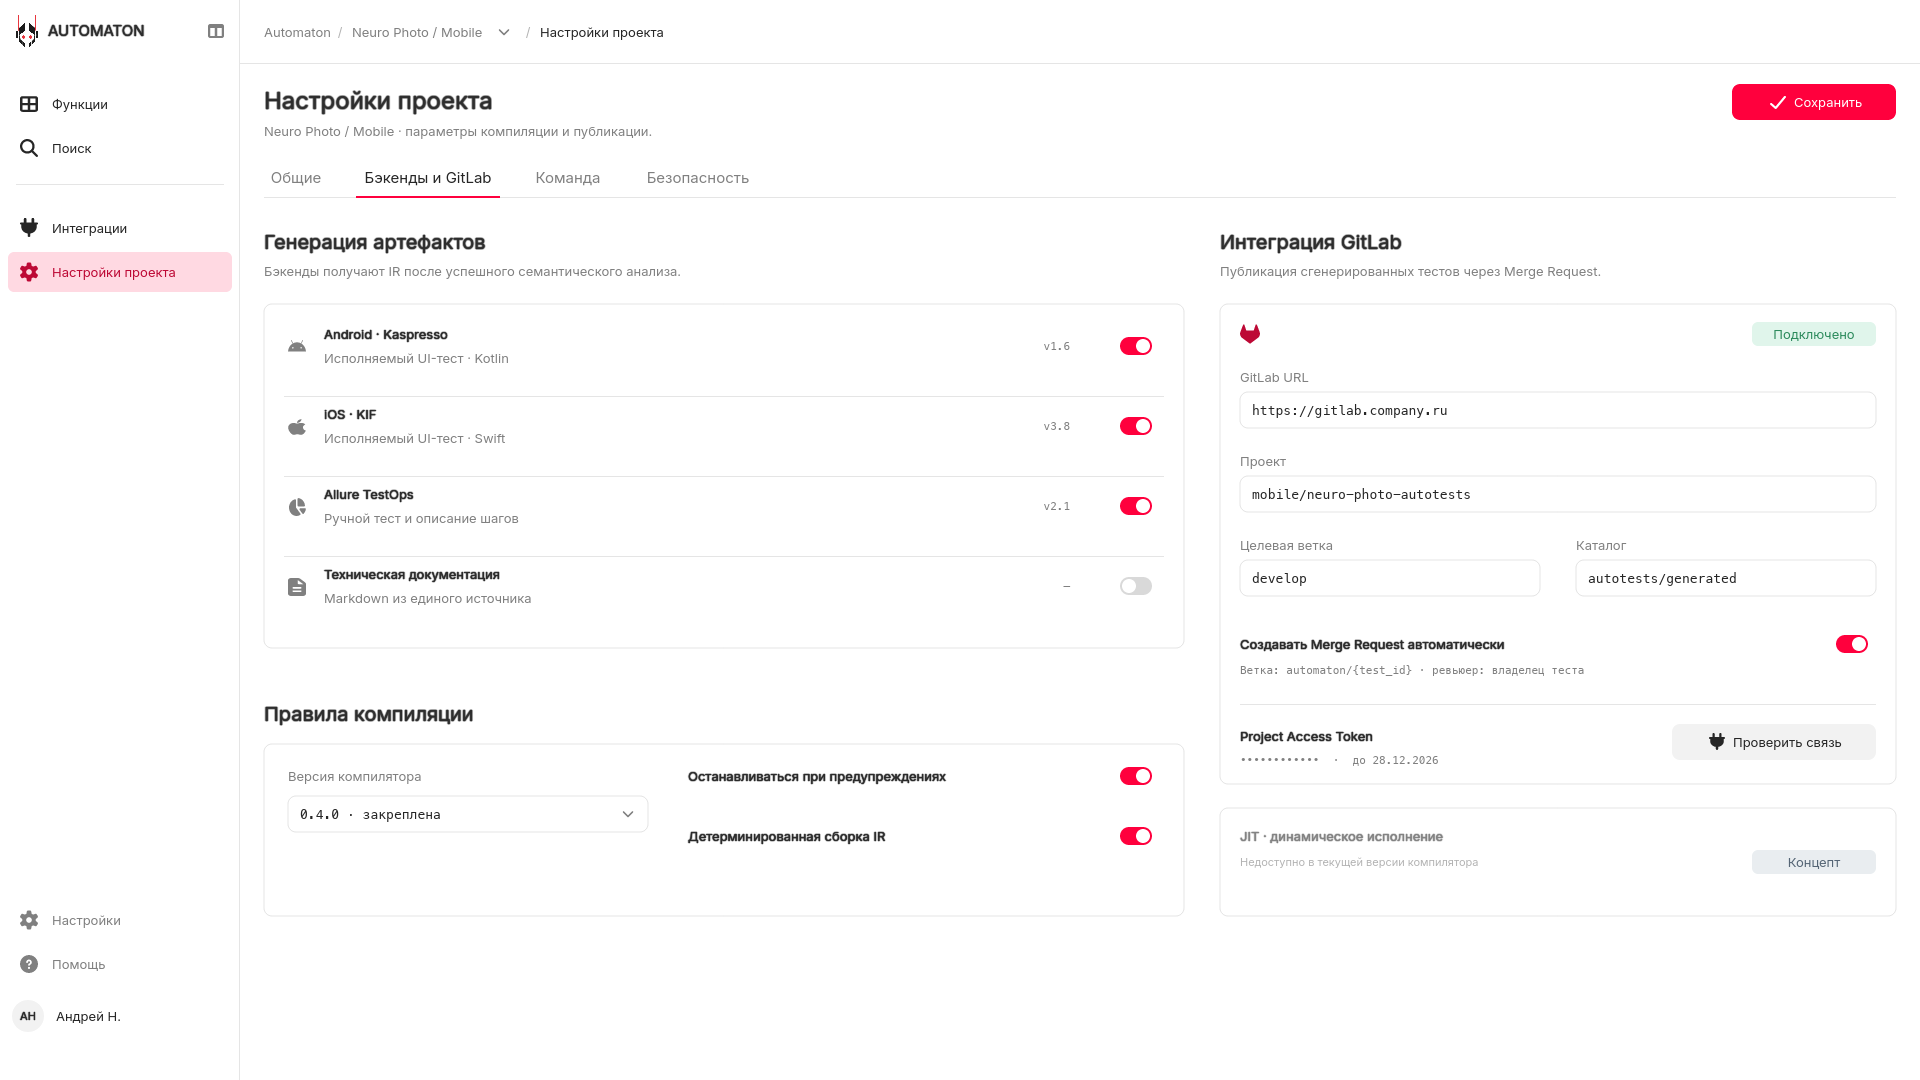 AUTOMATON
Функции
Поиск
Интеграции
Настройки проекта
Настройки
Помощь
АН
Андрей Н.
Automaton / Neuro Photo / Mobile / Настройки проекта
Настройки проекта
Neuro Photo / Mobile · параметры компиляции и публикации.
Сохранить
Общие
Бэкенды и GitLab
Команда
Безопасность
Генерация артефактов
Бэкенды получают IR после успешного семантического анализа.
Android · Kaspresso
Исполняемый UI-тест · Kotlin
v1.6
iOS · KIF
Исполняемый UI-тест · Swift
v3.8
Allure TestOps
Ручной тест и описание шагов
v2.1
Техническая документация
Markdown из единого источника
—
Правила компиляции
Версия компилятора
0.4.0 · закреплена
Останавливаться при предупреждениях
Детерминированная сборка IR
Интеграция GitLab
Публикация сгенерированных тестов через Merge Request.
Подключено
GitLab URL
https://gitlab.company.ru
Проект
mobile/neuro-photo-autotests
Целевая ветка
develop
Каталог
autotests/generated
Создавать Merge Request автоматически
Ветка: automaton/{test_id} · ревьюер: владелец теста
Project Access Token
•••••••••••• · до 28.12.2026
Проверить связь
JIT · динамическое исполнение
Недоступно в текущей версии компилятора
Концепт